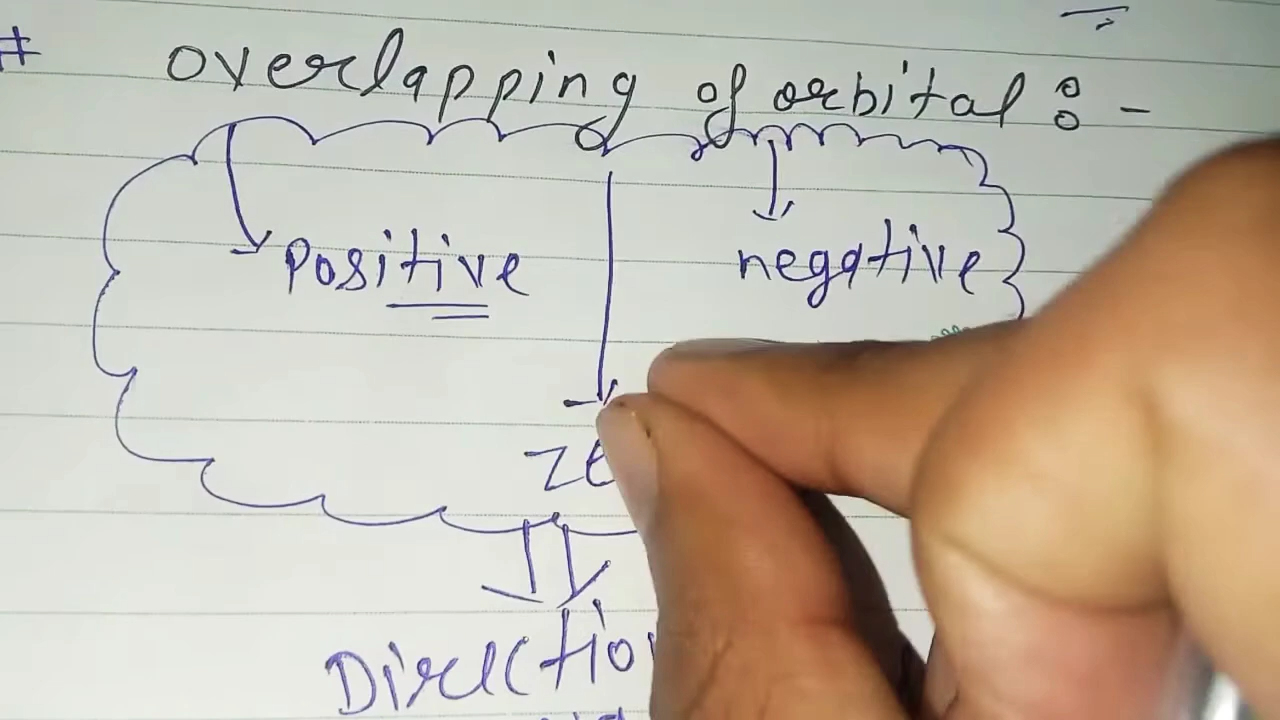 # overlapping of orbital : -
positive negative
ze
Directio